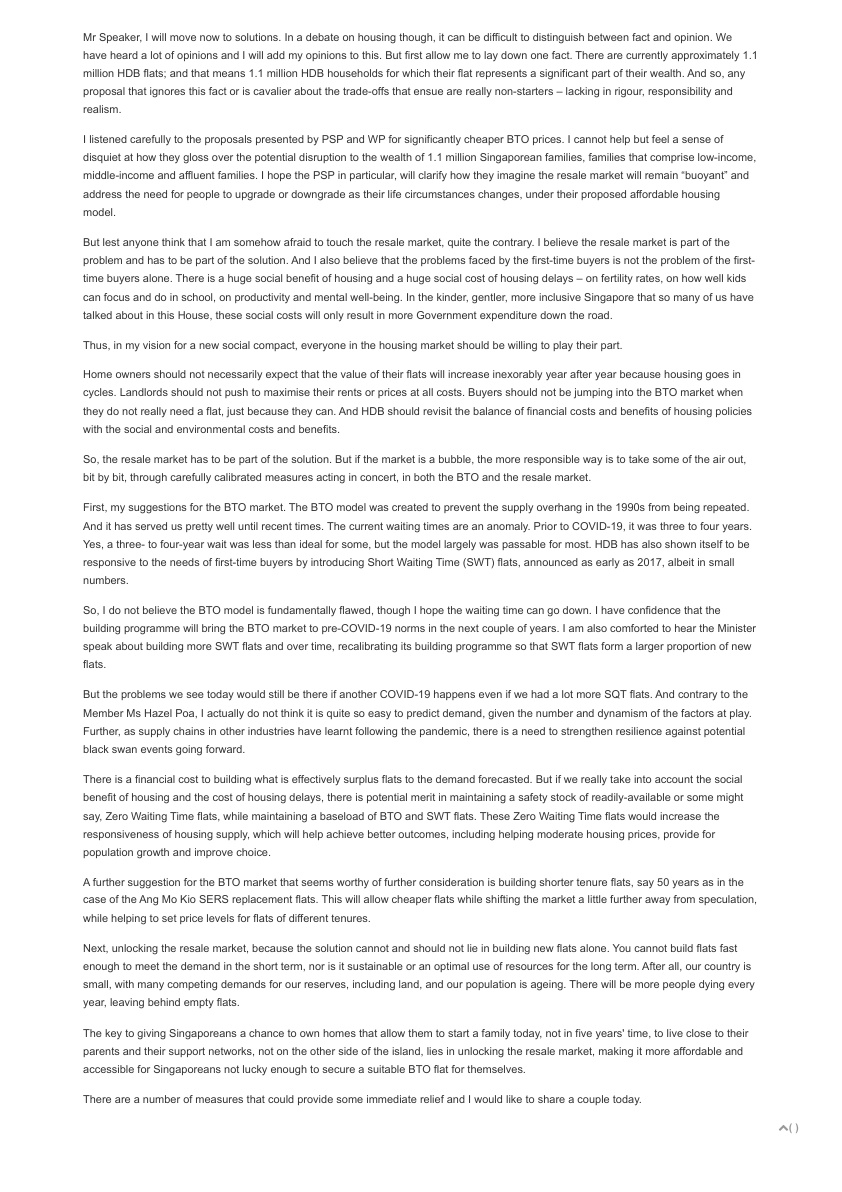 Mr Speaker, I will move now to solutions. In a debate on housing though, it can be difficult to distinguish between fact and opinion. We
have heard a lot of opinions and I will add my opinions to this. But first allow me to lay down one fact. There are currently approximately 1.1
million HDB flats; and that means 1.1 million HDB households for which their flat represents a significant part of their wealth. And so, any
proposal that ignores this fact or is cavalier about the trade-offs that ensue are really non-starters – lacking in rigour, responsibility and
realism.
I listened carefully to the proposals presented by PSP and WP for significantly cheaper BTO prices. I cannot help but feel a sense of
disquiet at how they gloss over the potential disruption to the wealth of 1.1 million Singaporean families, families that comprise low-income,
middle-income and affluent families. I hope the PSP in particular, will clarify how they imagine the resale market will remain “buoyant” and
address the need for people to upgrade or downgrade as their life circumstances changes, under their proposed affordable housing
model.
But lest anyone think that I am somehow afraid to touch the resale market, quite the contrary. I believe the resale market is part of the
problem and has to be part of the solution. And I also believe that the problems faced by the first-time buyers is not the problem of the first-
time buyers alone. There is a huge social benefit of housing and a huge social cost of housing delays – on fertility rates, on how well kids
can focus and do in school, on productivity and mental well-being. In the kinder, gentler, more inclusive Singapore that so many of us have
talked about in this House, these social costs will only result in more Government expenditure down the road.
Thus, in my vision for a new social compact, everyone in the housing market should be willing to play their part.
Home owners should not necessarily expect that the value of their flats will increase inexorably year after year because housing goes in
cycles. Landlords should not push to maximise their rents or prices at all costs. Buyers should not be jumping into the BTO market when
they do not really need a flat, just because they can. And HDB should revisit the balance of financial costs and benefits of housing policies
with the social and environmental costs and benefits.
So, the resale market has to be part of the solution. But if the market is a bubble, the more responsible way is to take some of the air out,
bit by bit, through carefully calibrated measures acting in concert, in both the BTO and the resale market.
First, my suggestions for the BTO market. The BTO model was created to prevent the supply overhang in the 1990s from being repeated.
And it has served us pretty well until recent times. The current waiting times are an anomaly. Prior to COVID-19, it was three to four years.
Yes, a three- to four-year wait was less than ideal for some, but the model largely was passable for most. HDB has also shown itself to be
responsive to the needs of first-time buyers by introducing Short Waiting Time (SWT) flats, announced as early as 2017, albeit in small
numbers.
So, I do not believe the BTO model is fundamentally flawed, though I hope the waiting time can go down. I have confidence that the
building programme will bring the BTO market to pre-COVID-19 norms in the next couple of years. I am also comforted to hear the Minister
speak about building more SWT flats and over time, recalibrating its building programme so that SWT flats form a larger proportion of new
flats.
But the problems we see today would still be there if another COVID-19 happens even if we had a lot more SQT flats. And contrary to the
Member Ms Hazel Poa, I actually do not think it is quite so easy to predict demand, given the number and dynamism of the factors at play.
Further, as supply chains in other industries have learnt following the pandemic, there is a need to strengthen resilience against potential
black swan events going forward.
There is a financial cost to building what is effectively surplus flats to the demand forecasted. But if we really take into account the social
benefit of housing and the cost of housing delays, there is potential merit in maintaining a safety stock of readily-available or some might
say, Zero Waiting Time flats, while maintaining a baseload of BTO and SWT flats. These Zero Waiting Time flats would increase the
responsiveness of housing supply, which will help achieve better outcomes, including helping moderate housing prices, provide for
population growth and improve choice.
A further suggestion for the BTO market that seems worthy of further consideration is building shorter tenure flats, say 50 years as in the
case of the Ang Mo Kio SERS replacement flats. This will allow cheaper flats while shifting the market a little further away from speculation,
while helping to set price levels for flats of different tenures.
Next, unlocking the resale market, because the solution cannot and should not lie in building new flats alone. You cannot build flats fast
enough to meet the demand in the short term, nor is it sustainable or an optimal use of resources for the long term. After all, our country is
small, with many competing demands for our reserves, including land, and our population is ageing. There will be more people dying every
year, leaving behind empty flats.
The key to giving Singaporeans a chance to own homes that allow them to start a family today, not in five years' time, to live close to their
parents and their support networks, not on the other side of the island, lies in unlocking the resale market, making it more affordable and
accessible for Singaporeans not lucky enough to secure a suitable BTO flat for themselves.
There are a number of measures that could provide some immediate relief and I would like to share a couple today.
( )